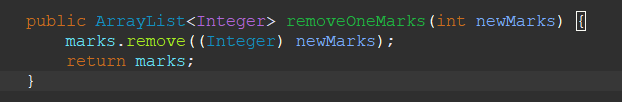 public ArrayList<Integer> removeOneMarks(int newMarks) {
marks.remove((Integer) newMarks);
return marks;
}